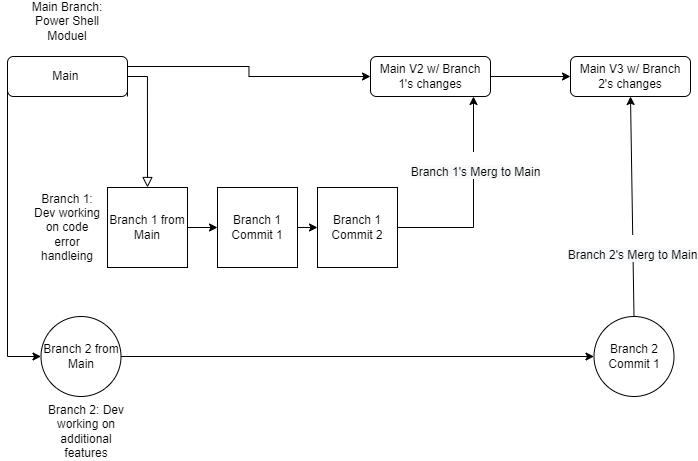 Main Branch:
Power Shell
Moduel
Main
Main V2 w/ Branch
1's changes
Main V3 w/ Branch
2's changes
Branch 1's Merg to Main
Branch 1:
Dev working
on code
error
handleing
Branch 1 from
Main
Branch 1
Commit 1
Branch 1
Commit 2
Branch 2's Merg to Main
Branch 2 from
Main
Branch 2
Commit 1
Branch 2: Dev
working on
additional
features